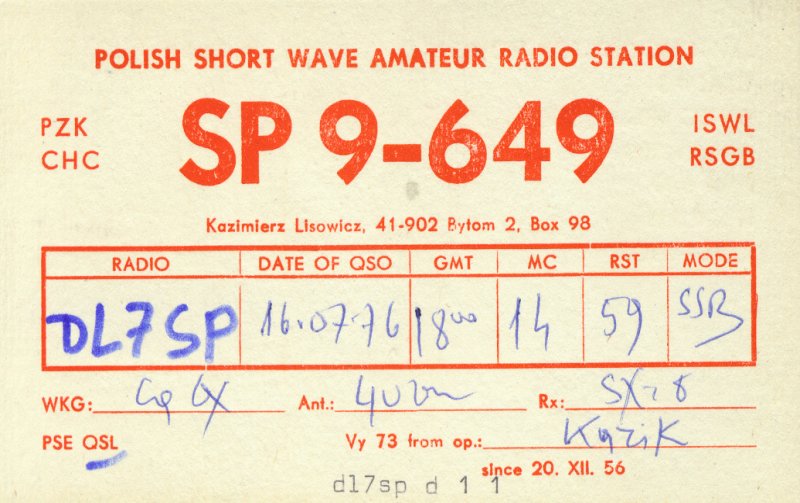 POLISH SHORT WAVE AMATEUR RADIO STATION
PZK SP 9-649 ISWL
CHC RSGB
Kazimierz Lisowicz, 41-902 Bytom 2, Box 98
RADIO DATE OF QSO GMT MC RST MODE
DL7SP 16.07.76 18⁰⁰ 14 59 SSB
WKG: Cq CX Ant.: Rx:
PSE QSL Vy 73 from op.: Kazik
since 20. XII. 56
dl7sp d 1 1